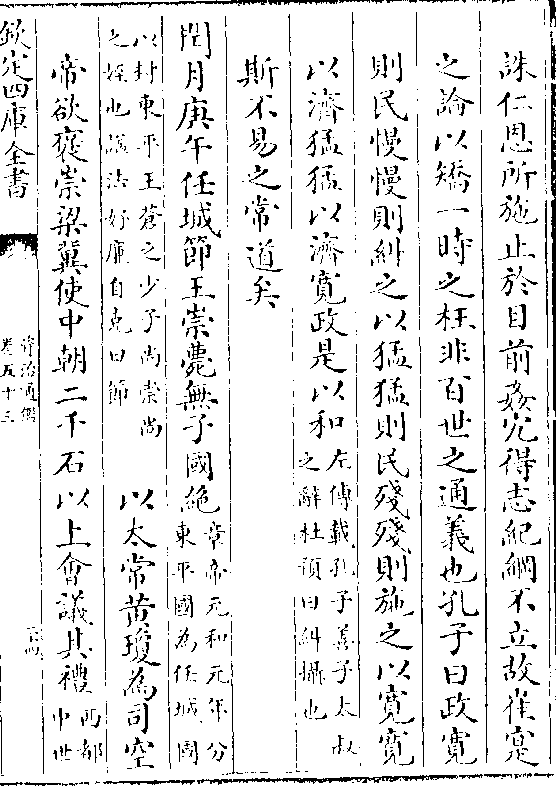 誅仁恩所施止於目前姦宄得志紀綱不立故崔寔
之論以矯一時之枉非百世之通義也孔子曰政寛
則民慢慢則糾之以猛猛則民殘殘則施之以寛寛
以濟猛猛以濟寛政是以和左傳載孔子善子太叔
之辭杜預曰糾攝也
斯不易之常道矣
閏月庚午任城節王崇薨無子國絶章帝元和元年分
東平國為任城國
以封東平王蒼之少子尚崇尚
之姪也諡法好廉自克曰節
以太常黄瓊為司空
帝欲褒崇梁冀使中朝二千石以上會議其禮西都
中世
欽定四庫全書
資治通鑑
卷五十三